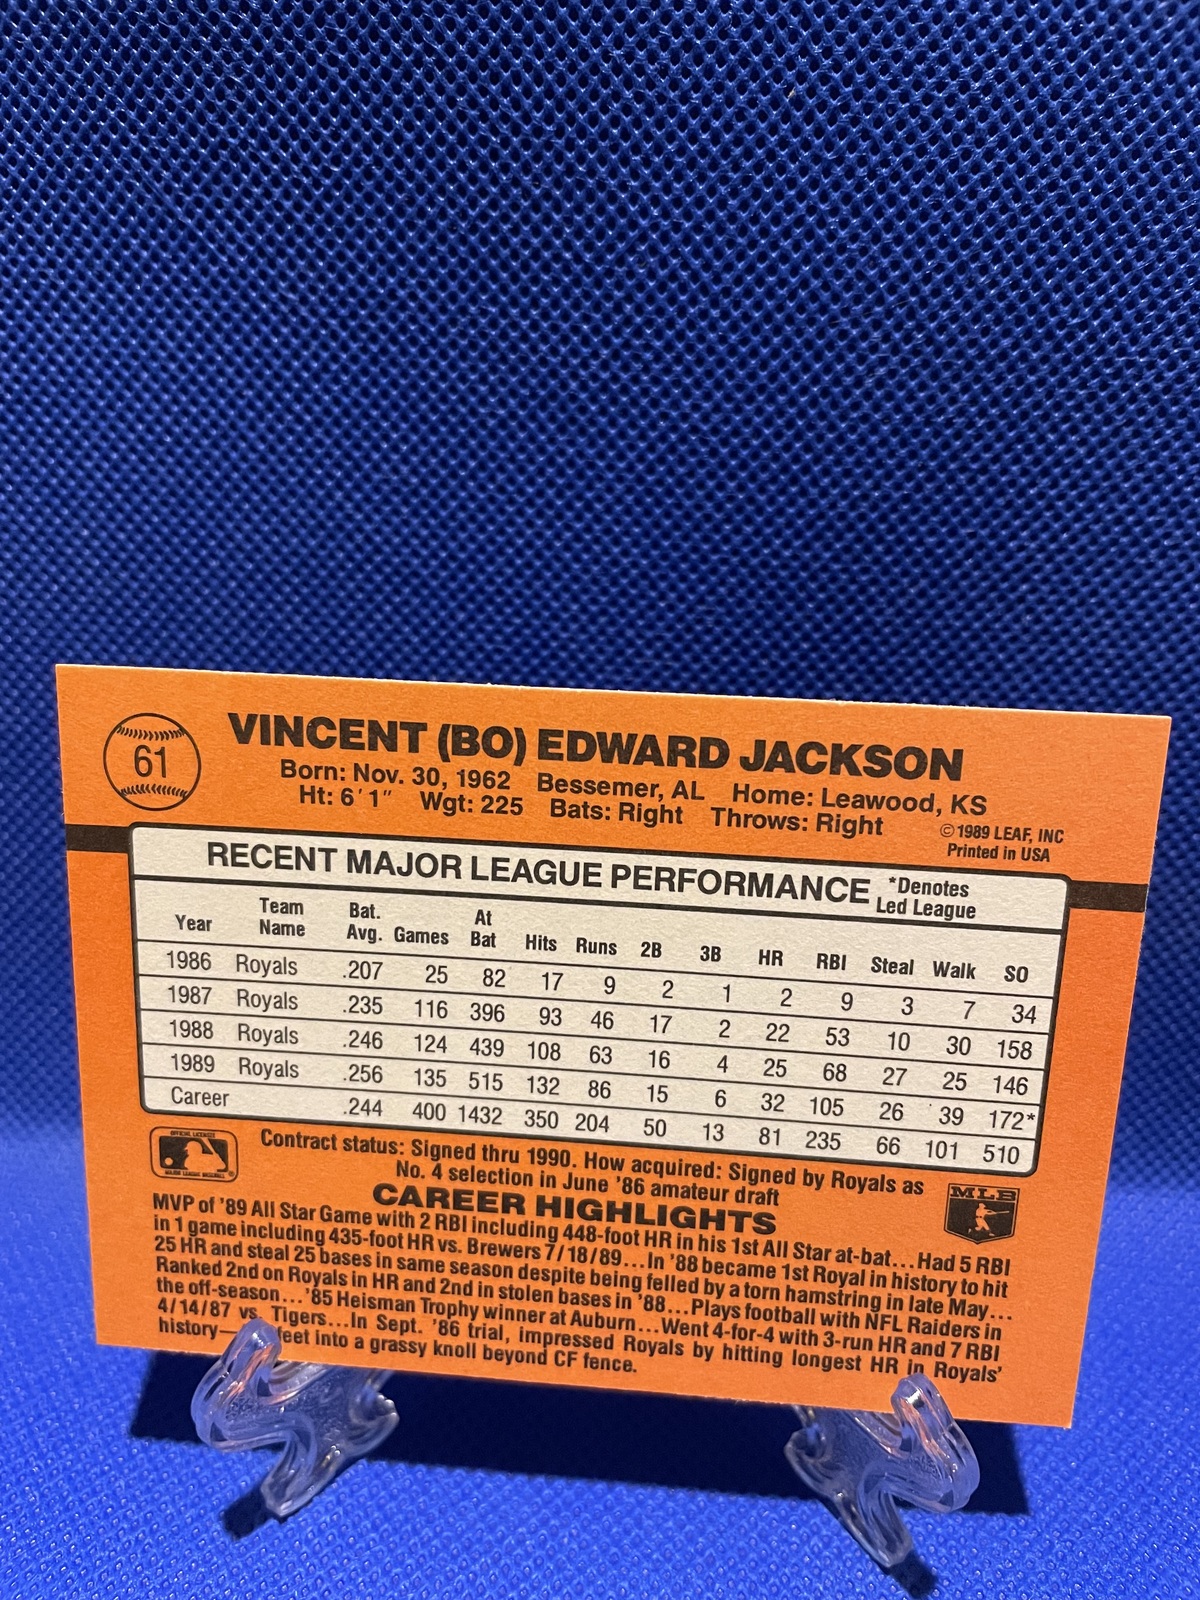 61
VINCENT (BO) EDWARD JACKSON
Born: Nov. 30, 1962 Bessemer, AL Home: Leawood, KS
Ht: 6' 1" Wgt: 225 Bats: Right Throws: Right
©1989 LEAF, INC
Printed in USA
RECENT MAJOR LEAGUE PERFORMANCE *Denotes Led League
Year Team Name Bat. Avg. Games At Bat Hits Runs 2B 3B HR RBI Steal Walk SO
1986 Royals .207 25 82 17 9 2 1 2 9 3 7 34
1987 Royals .235 116 396 93 46 17 2 22 53 10 30 158
1988 Royals .246 124 439 108 63 16 4 25 68 27 25 146
1989 Royals .256 135 515 132 86 15 6 32 105 26 39 172*
Career .244 400 1432 350 204 50 13 81 235 66 101 510
OFFICIAL LICENSEE
MAJOR LEAGUE BASEBALL
Contract status: Signed thru 1990. How acquired: Signed by Royals as
No. 4 selection in June '86 amateur draft
MLB
CAREER HIGHLIGHTS
MVP of '89 All Star Game with 2 RBI including 448-foot HR in his 1st All Star at-bat...Had 5 RBI
in 1 game including 435-foot HR vs. Brewers 7/18/89...In '88 became 1st Royal in history to hit
25 HR and steal 25 bases in same season despite being felled by a torn hamstring in late May...
Ranked 2nd on Royals in HR and 2nd in stolen bases in '88...Plays football with NFL Raiders in
the off-season...'85 Heisman Trophy winner at Auburn...Went 4-for-4 with 3-run HR and 7 RBI
4/14/87 vs. Tigers...In Sept. '86 trial, impressed Royals by hitting longest HR in Royals'
history— feet into a grassy knoll beyond CF fence.